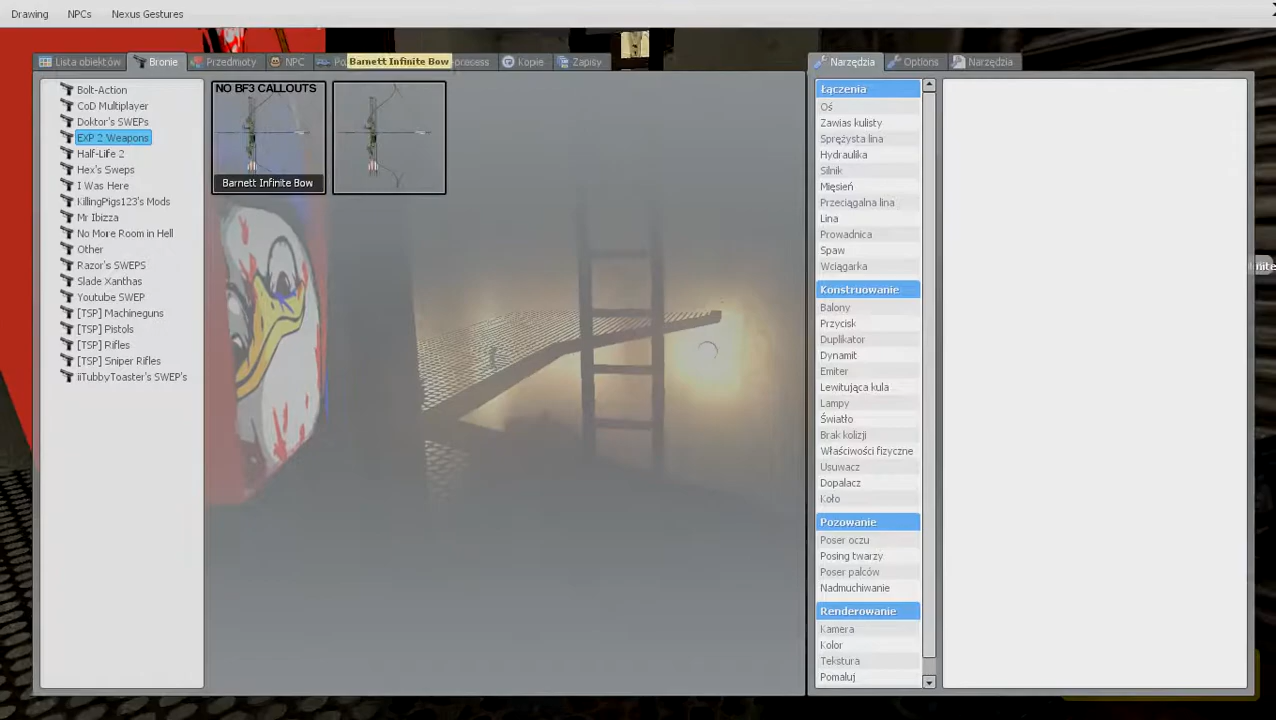 Drawing NPCs Nexus Gestures
Lista obiektów Bronie Przedmioty NPC Barnett Infinite Bow Kopie Zapisy
Narzędzia Options Narzędzia
Bolt-Action
CoD Multiplayer
Doktor's SWEPs
EXP 2 Weapons
Half-Life 2
Hex's Sweps
I Was Here
KillingPigs123's Mods
Mr Ibizza
No More Room in Hell
Other
Razor's SWEPS
Slade Xanthas
Youtube SWEP
[TSP] Machineguns
[TSP] Pistols
[TSP] Rifles
[TSP] Sniper Rifles
iiTubbyToaster's SWEP's
NO BF3 CALLOUTS
Barnett Infinite Bow
Łączenia
Oś
Zawias kulisty
Sprężysta lina
Hydraulika
Silnik
Mięsień
Przeciągalna lina
Lina
Prowadnica
Spaw
Wciągarka
Konstruowanie
Balony
Przycisk
Duplikator
Dynamit
Emiter
Lewitująca kula
Lampy
Światło
Brak kolizji
Właściwości fizyczne
Usuwacz
Dopalacz
Koło
Pozowanie
Poser oczu
Posing twarzy
Poser palców
Nadmuchiwanie
Renderowanie
Kamera
Kolor
Tekstura
Pomaluj